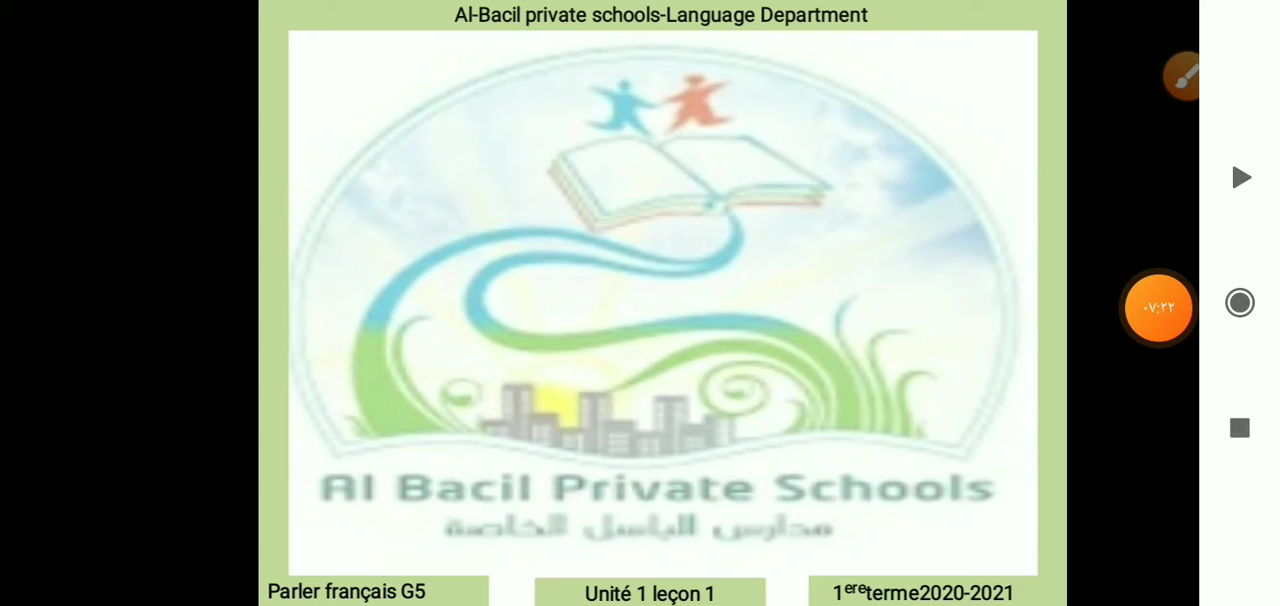 Al-Bacil private schools-Language Department
Al Bacil Private Schools
مدارس الباسل الخاصة
٠٧:٢٢
Parler français G5
Unité 1 leçon 1
1ereterme2020-2021